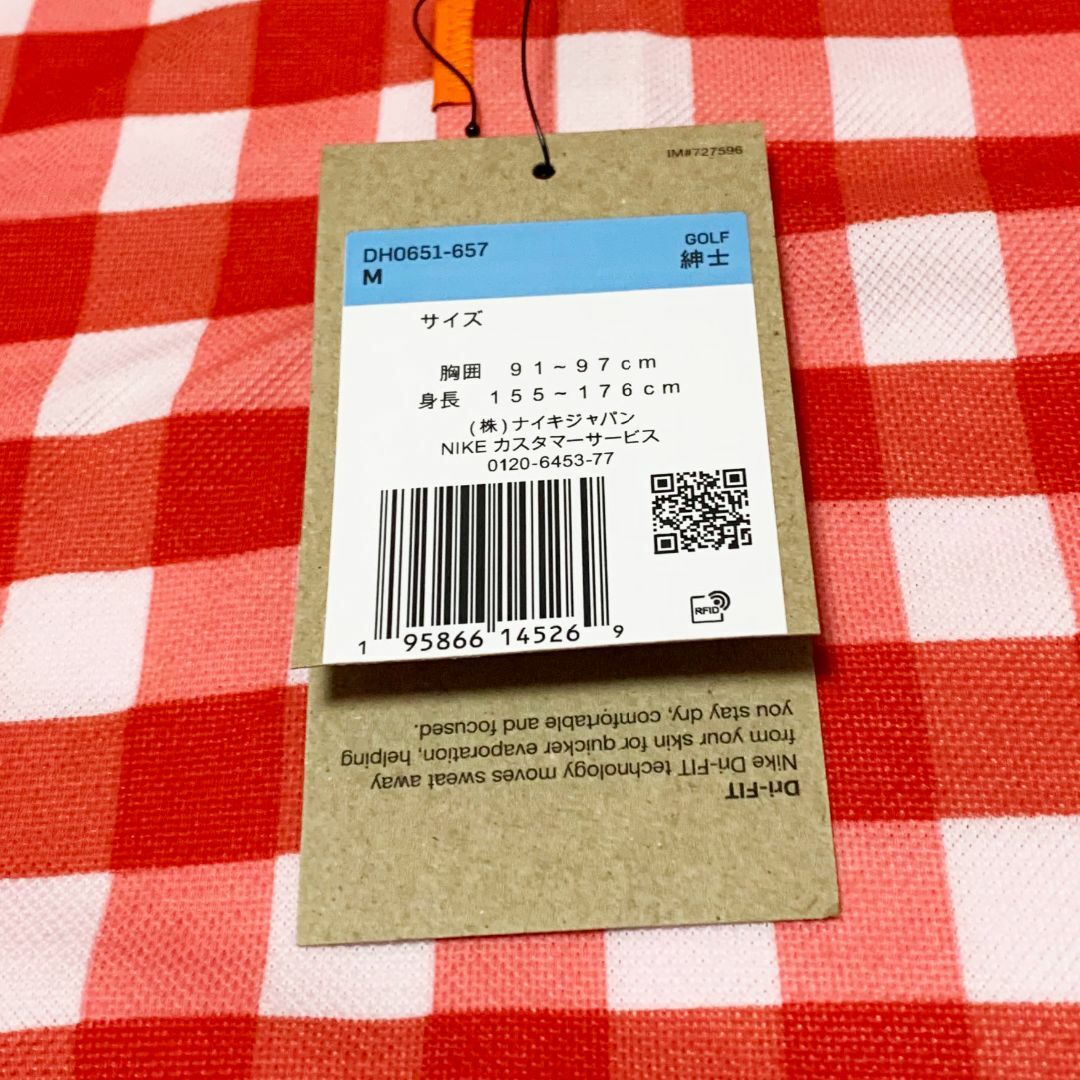 IM#727596
DH0651-657
M
GOLF
紳士
サイズ
胸囲 91~97cm
身長 155~176cm
(株)ナイキジャパン
NIKE カスタマーサービス
0120-6453-77
1 95866 14526 9
RFID
Dri-FIT
Nike Dri-FIT technology moves sweat away
from your skin for quicker evaporation, helping
you stay dry, comfortable and focused.